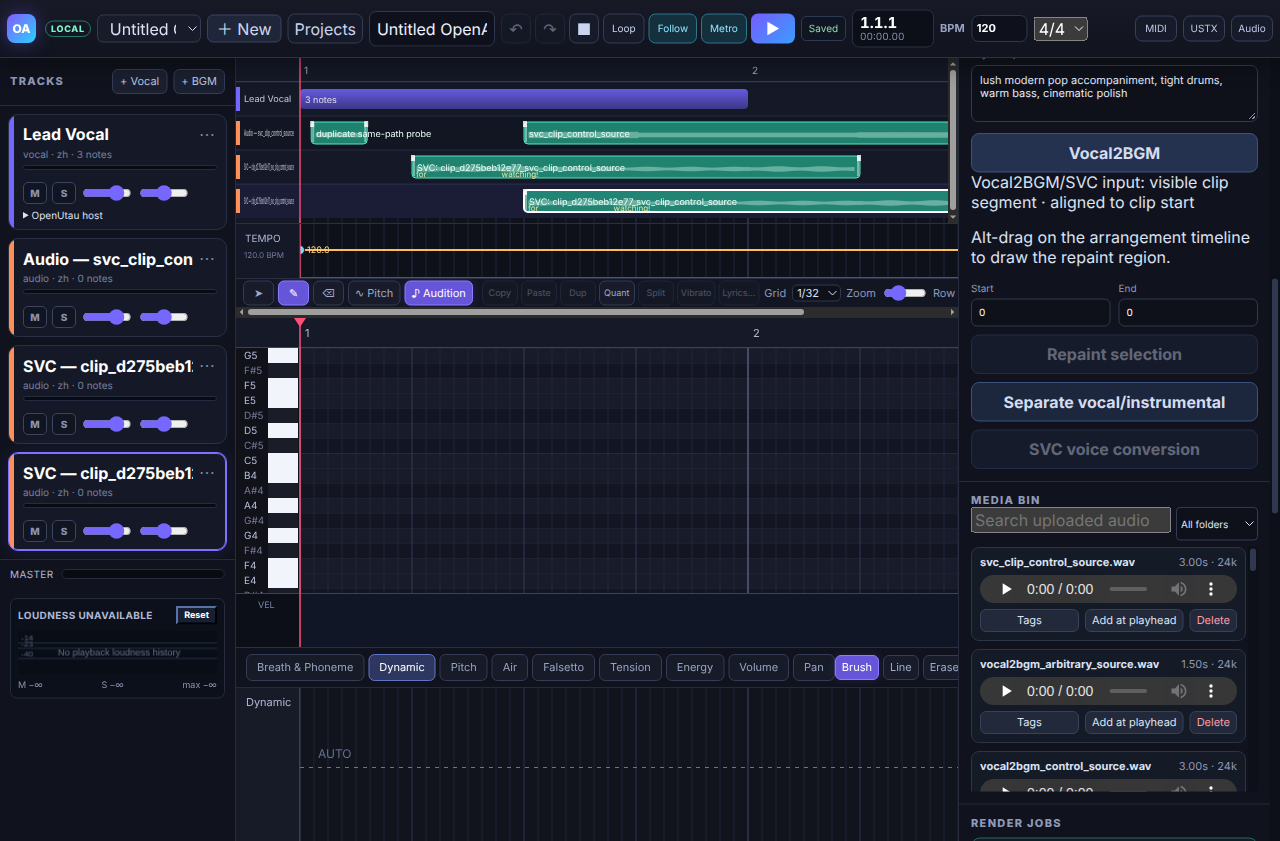 OA
LOCAL
Untitled (
+ New
Projects
Untitled OpenA
Loop
Follow
Metro
Saved
1.1.1
00:00.00
BPM
120
4/4
MIDI
USTX
Audio
TRACKS
+ Vocal
+ BGM
Lead Vocal
vocal · zh · 3 notes
M
S
OpenUtau host
Audio — svc_clip_con
audio · zh · 0 notes
M
S
SVC — clip_d275beb1
audio · zh · 0 notes
M
S
SVC — clip_d275beb1
audio · zh · 0 notes
M
S
MASTER
LOUDNESS UNAVAILABLE
Reset
-14
-40
No playback loudness history
M −∞
S −∞
max −∞
1
2
Lead Vocal
3 notes
duplicate same-path probe
svc_clip_control_source
SVC: clip_d275beb12e77_svc_clip_control_source
for
watching!
SVC: clip_d275beb12e77_svc_clip_control_source
for
watching!
TEMPO
120.0 BPM
120.0
Pitch
Audition
Copy
Paste
Dup
Quant
Split
Vibrato
Lyrics...
Grid
1/32
Zoom
Row
1
2
G5
F#5
F5
E5
D#5
D5
C#5
C5
B4
A#4
A4
G#4
G4
F#4
F4
E4
VEL
Breath & Phoneme
Dynamic
Pitch
Air
Falsetto
Tension
Energy
Volume
Pan
Brush
Line
Erase
Dynamic
AUTO
lush modern pop accompaniment, tight drums,
warm bass, cinematic polish
Vocal2BGM
Vocal2BGM/SVC input: visible clip
segment · aligned to clip start
Alt-drag on the arrangement timeline
to draw the repaint region.
Start
End
0
0
Repaint selection
Separate vocal/instrumental
SVC voice conversion
MEDIA BIN
Search uploaded audio
All folders
svc_clip_control_source.wav
3.00s · 24k
0:00 / 0:00
Tags
Add at playhead
Delete
vocal2bgm_arbitrary_source.wav
1.50s · 24k
0:00 / 0:00
Tags
Add at playhead
Delete
vocal2bgm_control_source.wav
3.00s · 24k
0:00 / 0:00
RENDER JOBS